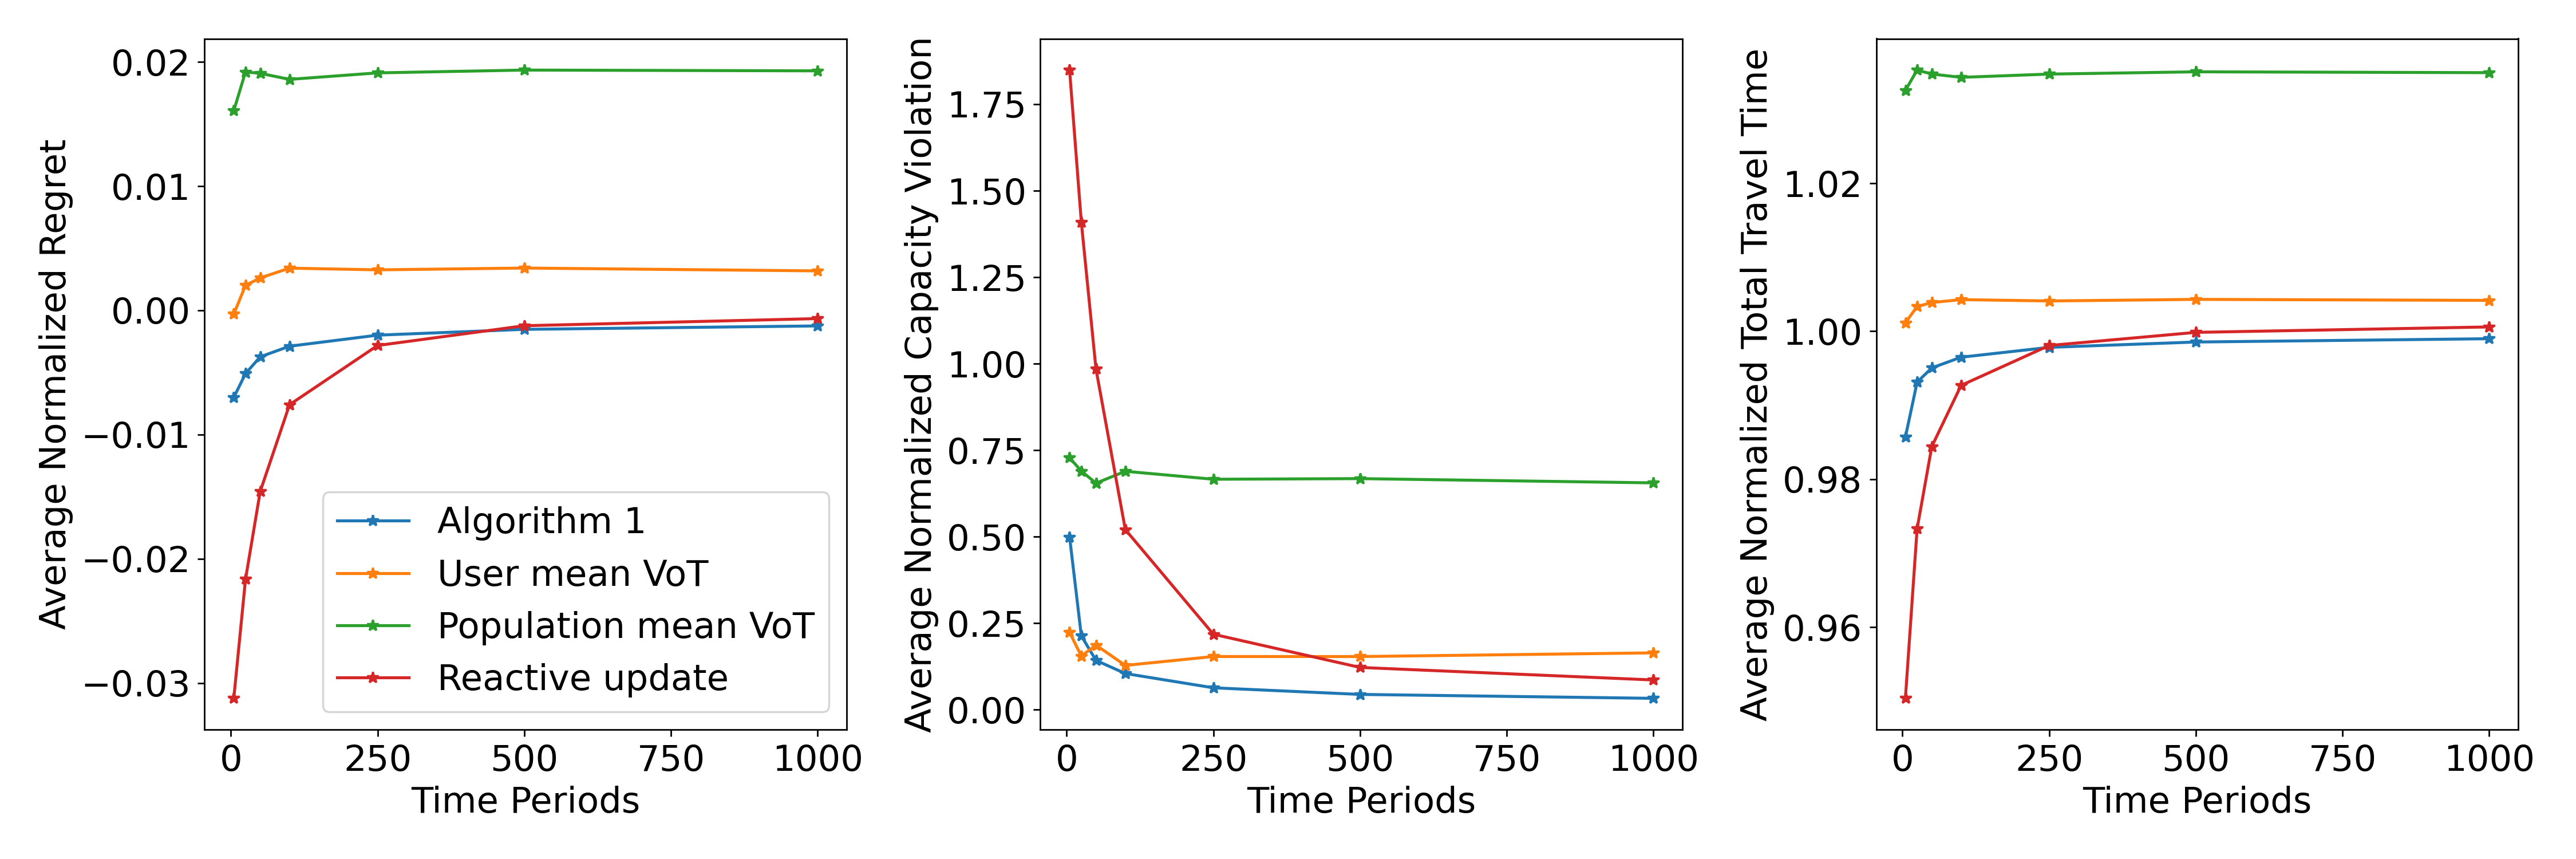 Average Normalized Regret
0.02
0.01
0.00
−0.01
−0.02
−0.03
Algorithm 1
User mean VoT
Population mean VoT
Reactive update
0 250 500 750 1000
Time Periods
Average Normalized Capacity Violation
1.75
1.50
1.25
1.00
0.75
0.50
0.25
0.00
0 250 500 750 1000
Time Periods
Average Normalized Total Travel Time
1.02
1.00
0.98
0.96
0 250 500 750 1000
Time Periods